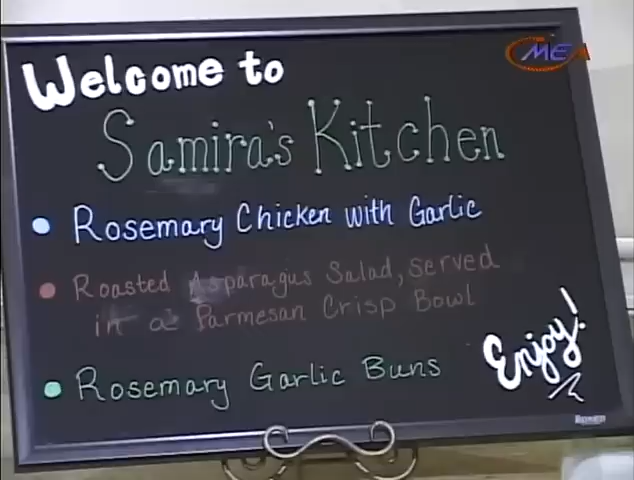 CMEA
Welcome to
Samira's Kitchen
Rosemary Chicken with Garlic
Roasted Asparagus Salad, served
in a Parmesan Crisp Bowl
Rosemary Garlic Buns
Enjoy!